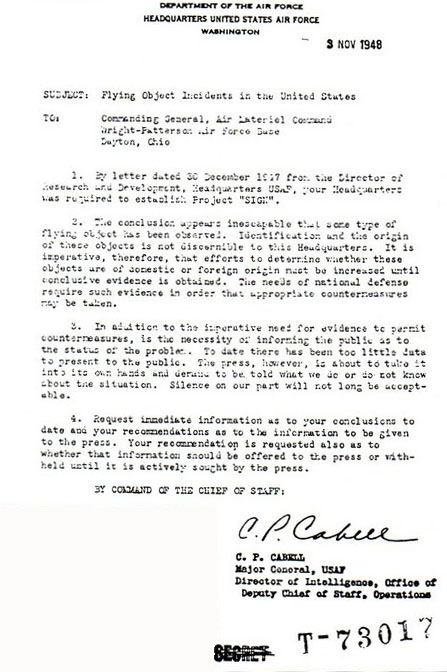 DEPARTMENT OF THE AIR FORCE
HEADQUARTERS UNITED STATES AIR FORCE
WASHINGTON
3 NOV 1948
SUBJECT: Flying Object Incidents in the United States
TO: Commanding General, Air Materiel Command
Wright-Patterson Air Force Base
Dayton, Ohio
1. By letter dated 30 December 1947 from the Director of
Research and Development, Headquarters USAF, your Headquarters
was required to establish Project "SIGN".
2. The conclusion appears inescapable that some type of
flying object has been observed. Identification and the origin
of these objects is not discernible to this Headquarters. It is
imperative, therefore, that efforts to determine whether these
objects are of domestic or foreign origin must be increased until
conclusive evidence is obtained. The needs of national defense
require such evidence in order that appropriate countermeasures
may be taken.
3. In addition to the imperative need for evidence to permit
countermeasures, is the necessity of informing the public as to
the status of the problem. To date there has been too little data
to present to the public. The press, however, is about to take it
into its own hands and demand to be told what we do or do not know
about the situation. Silence on our part will not long be accept-
able.
4. Request immediate information as to your conclusions to
date and your recommendations as to the information to be given
to the press. Your recommendation is requested also as to
whether that information should be offered to the press or with-
held until it is actively sought by the press.
BY COMMAND OF THE CHIEF OF STAFF:
C. P. Cabell
C. P. CABELL
Major General, USAF
Director of Intelligence, Office of
Deputy Chief of Staff, Operations
SECRET
T-73017